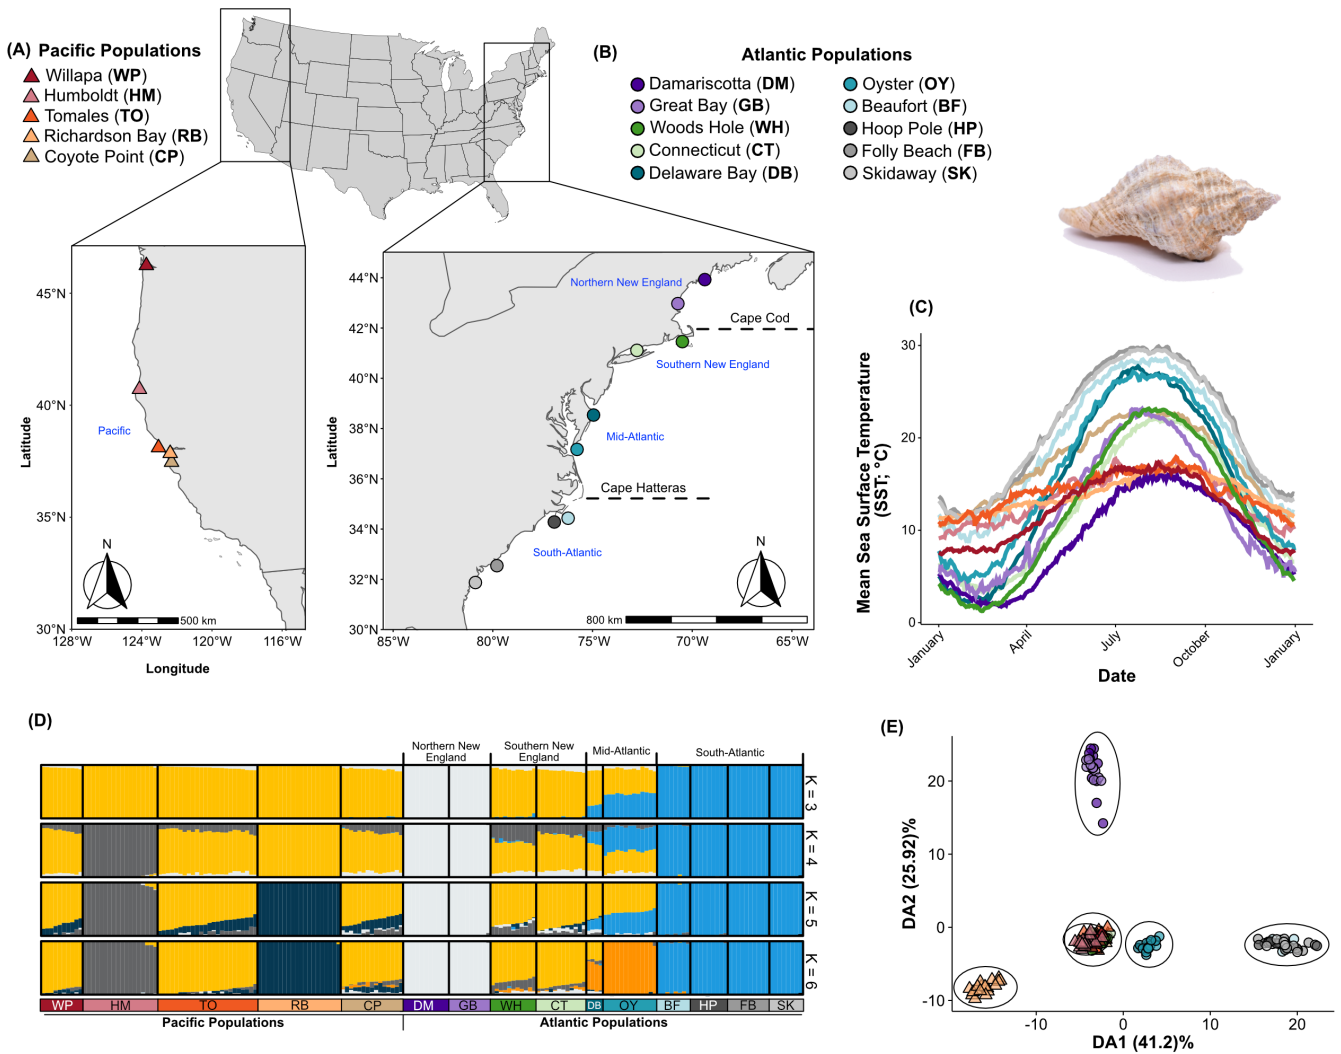 (A) Pacific Populations
Willapa (WP)
Humboldt (HM)
Tomales (TO)
Richardson Bay (RB)
Coyote Point (CP)
(B) Atlantic Populations
Damariscotta (DM)
Great Bay (GB)
Woods Hole (WH)
Connecticut (CT)
Delaware Bay (DB)
Oyster (OY)
Beaufort (BF)
Hoop Pole (HP)
Folly Beach (FB)
Skidaway (SK)
Latitude
45°N
40°N
35°N
30°N
Pacific
N
500 km
128°W
124°W
120°W
116°W
Longitude
Latitude
44°N
42°N
40°N
38°N
36°N
34°N
32°N
30°N
Northern New England
Cape Cod
Southern New England
Mid-Atlantic
Cape Hatteras
South-Atlantic
N
800 km
85°W
80°W
75°W
70°W
65°W
(C)
Mean Sea Surface Temperature
(SST; °C)
30
20
10
0
January
April
July
October
January
Date
(D)
Northern New
England
Southern New
England
Mid-Atlantic
South-Atlantic
K = 3
K = 4
K = 5
K = 6
WP HM TO RB CP DM GB WH CT DB OY BF HP FB SK
Pacific Populations
Atlantic Populations
(E)
DA2 (25.92)%
20
10
0
-10
-10
0
10
20
DA1 (41.2)%